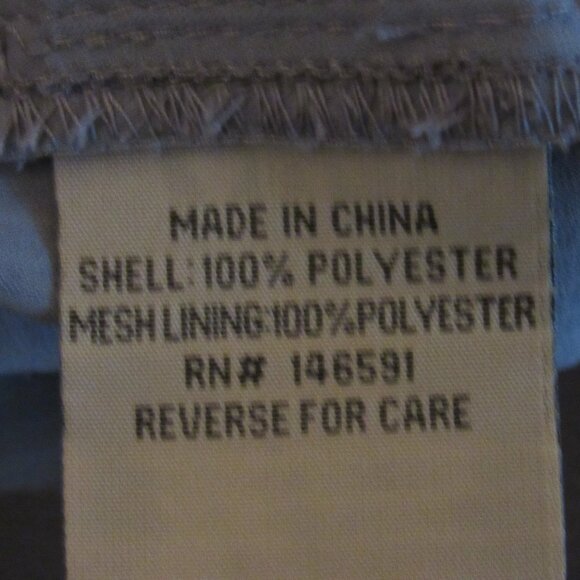 MADE IN CHINA
SHELL: 100% POLYESTER
MESH LINING:100%POLYESTER
RN# 146591
REVERSE FOR CARE